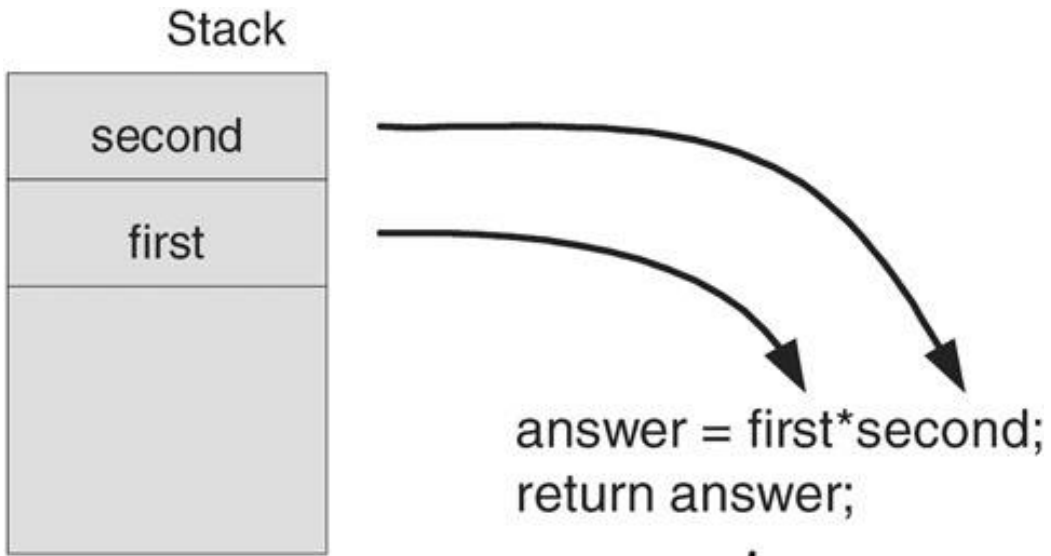 Stack
second
first
answer = first*second;
return answer;